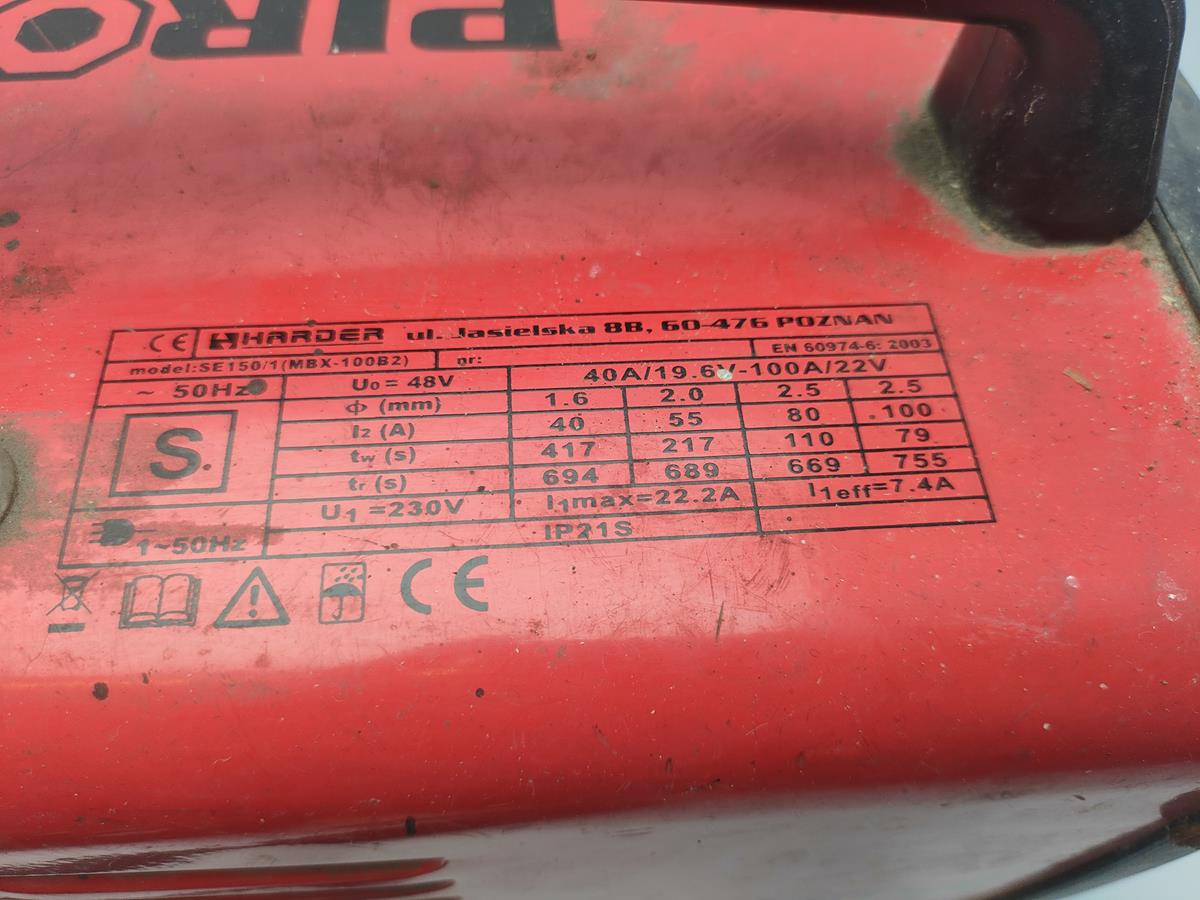 PIRO
CE HARDER ul. Jasielska 8B, 60-476 POZNAN
model:SE150/1(MBX-100B2) nr: EN 60974-6: 2003
~ 50Hz U0 = 48V 40A/19.6V-100A/22V
ϕ (mm) 1.6 2.0 2.5 2.5
S I2 (A) 40 55 80 100
tw (s) 417 217 110 79
tr (s) 694 689 669 755
U1 =230V I1max=22.2A I1eff=7.4A
1~50Hz IP21S
CE